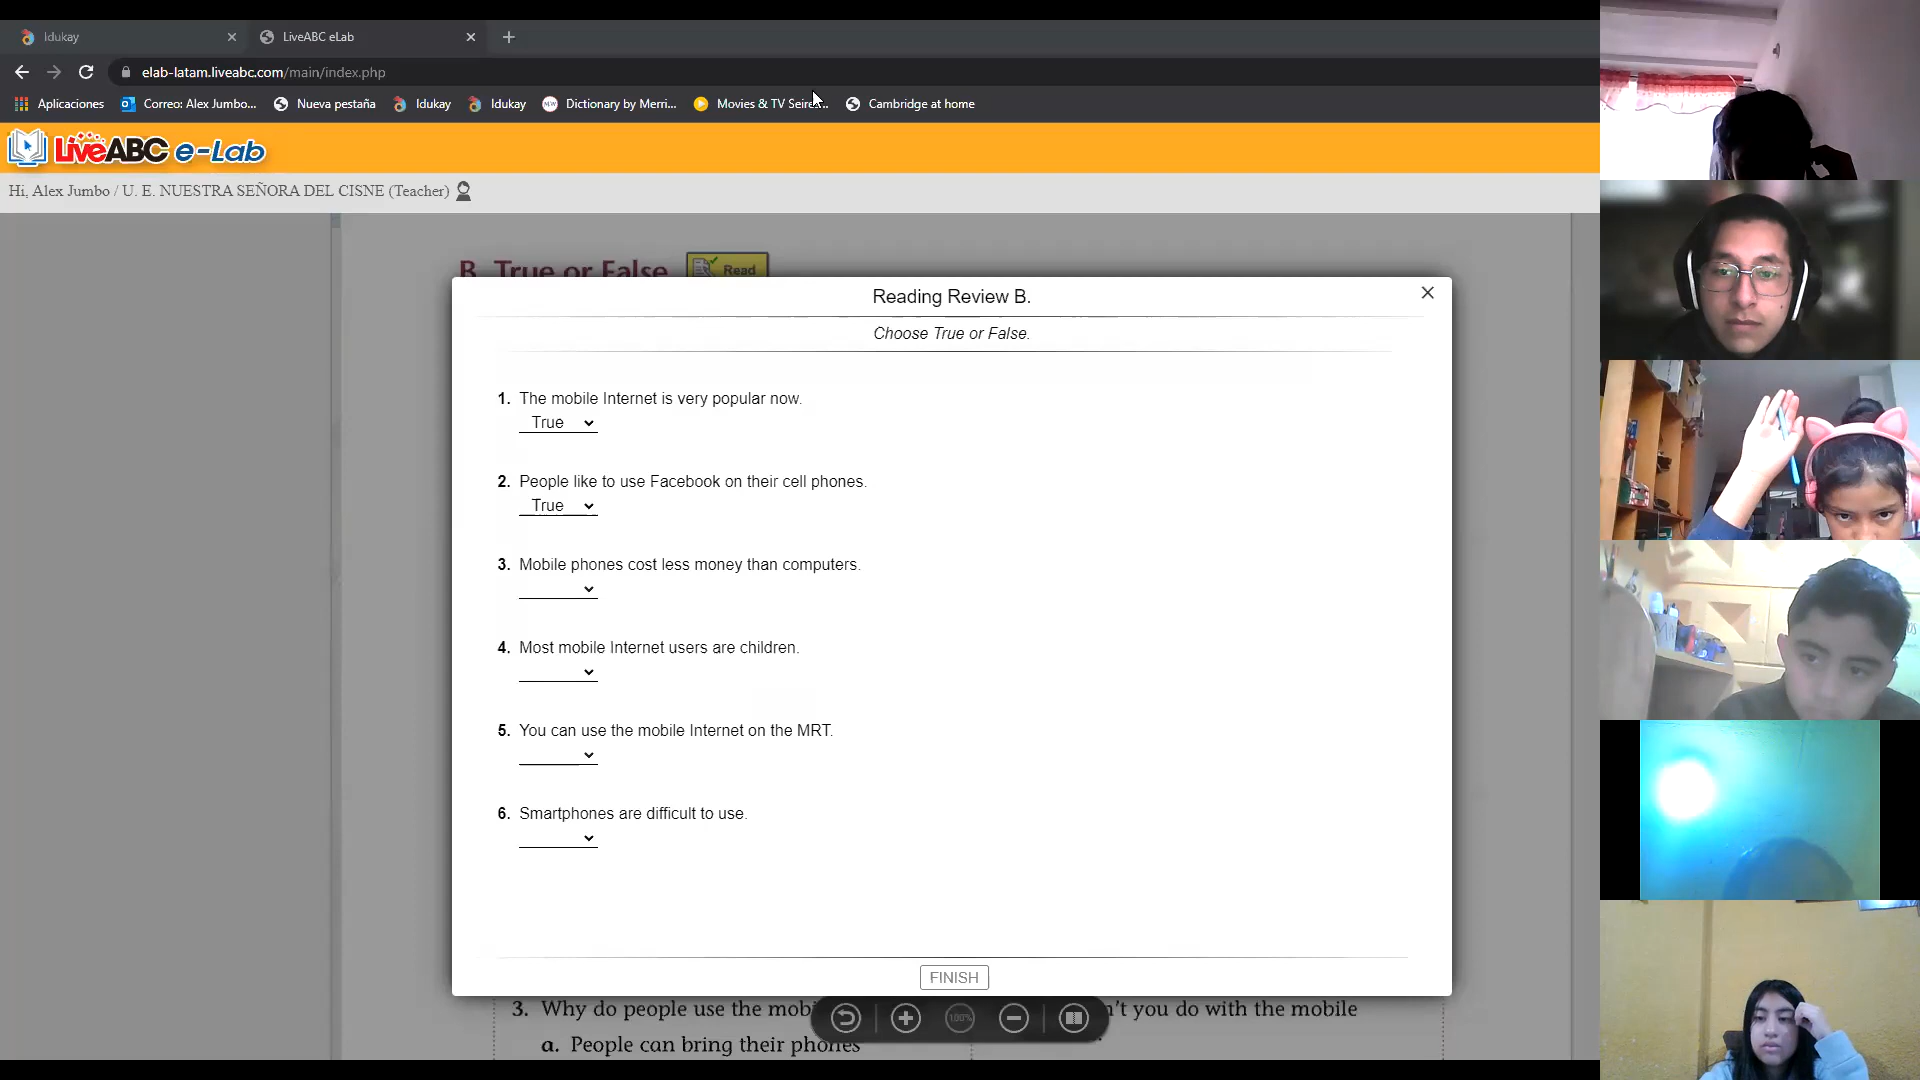 Idukay
LiveABC eLab
elab-latam.liveabc.com/main/index.php
Aplicaciones
Correo: Alex Jumbo...
Nueva pestaña
Idukay
Idukay
Dictionary by Merri...
Movies & TV Seire...
Cambridge at home
LiveABC e-Lab
Hi, Alex Jumbo / U. E. NUESTRA SEÑORA DEL CISNE (Teacher)
B. True or False
Read
Reading Review B.
Choose True or False.
1. The mobile Internet is very popular now.
True
2. People like to use Facebook on their cell phones.
True
3. Mobile phones cost less money than computers.
4. Most mobile Internet users are children.
5. You can use the mobile Internet on the MRT.
6. Smartphones are difficult to use.
FINISH
3. Why do people use the mobi
n't you do with the mobile
100%
a. People can bring their phones